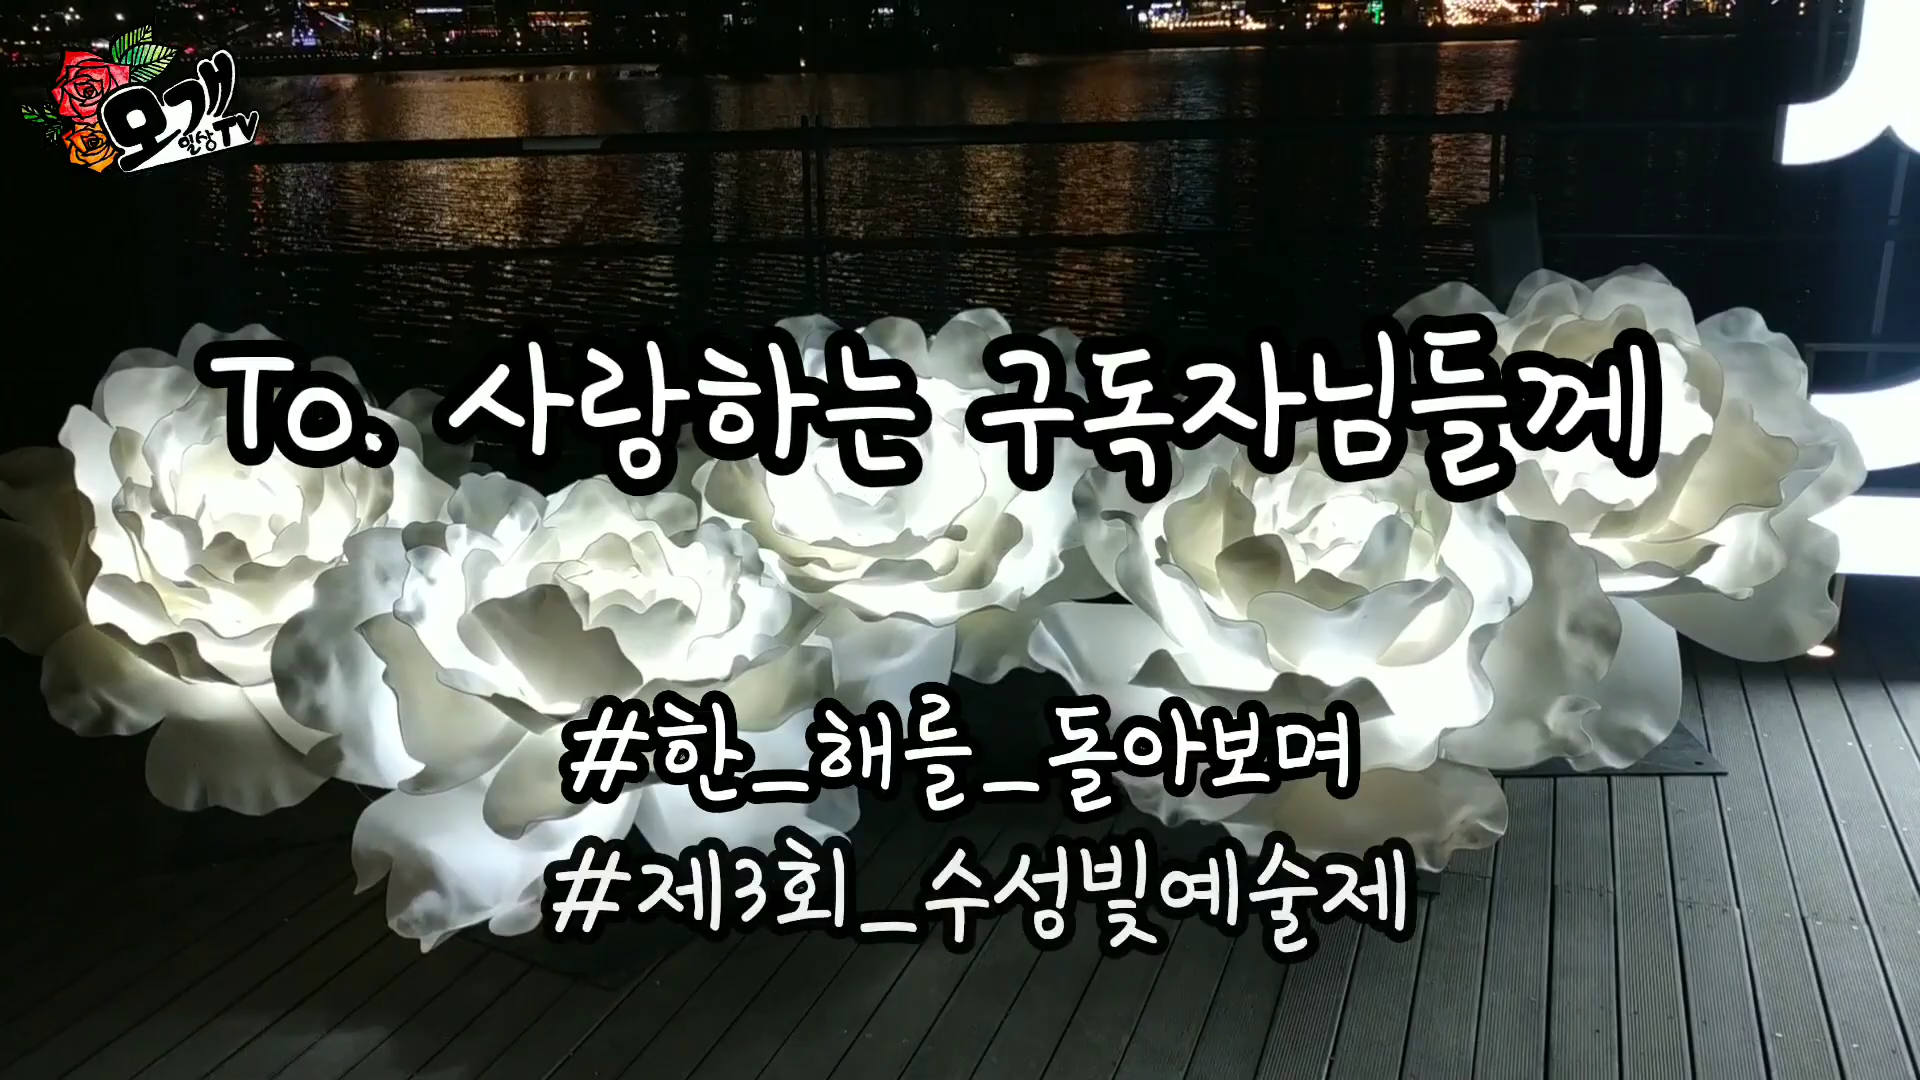 모개
일상TV
To. 사랑하는 구독자님들께
#한_해를_돌아보며
#제3회_수성빛예술제